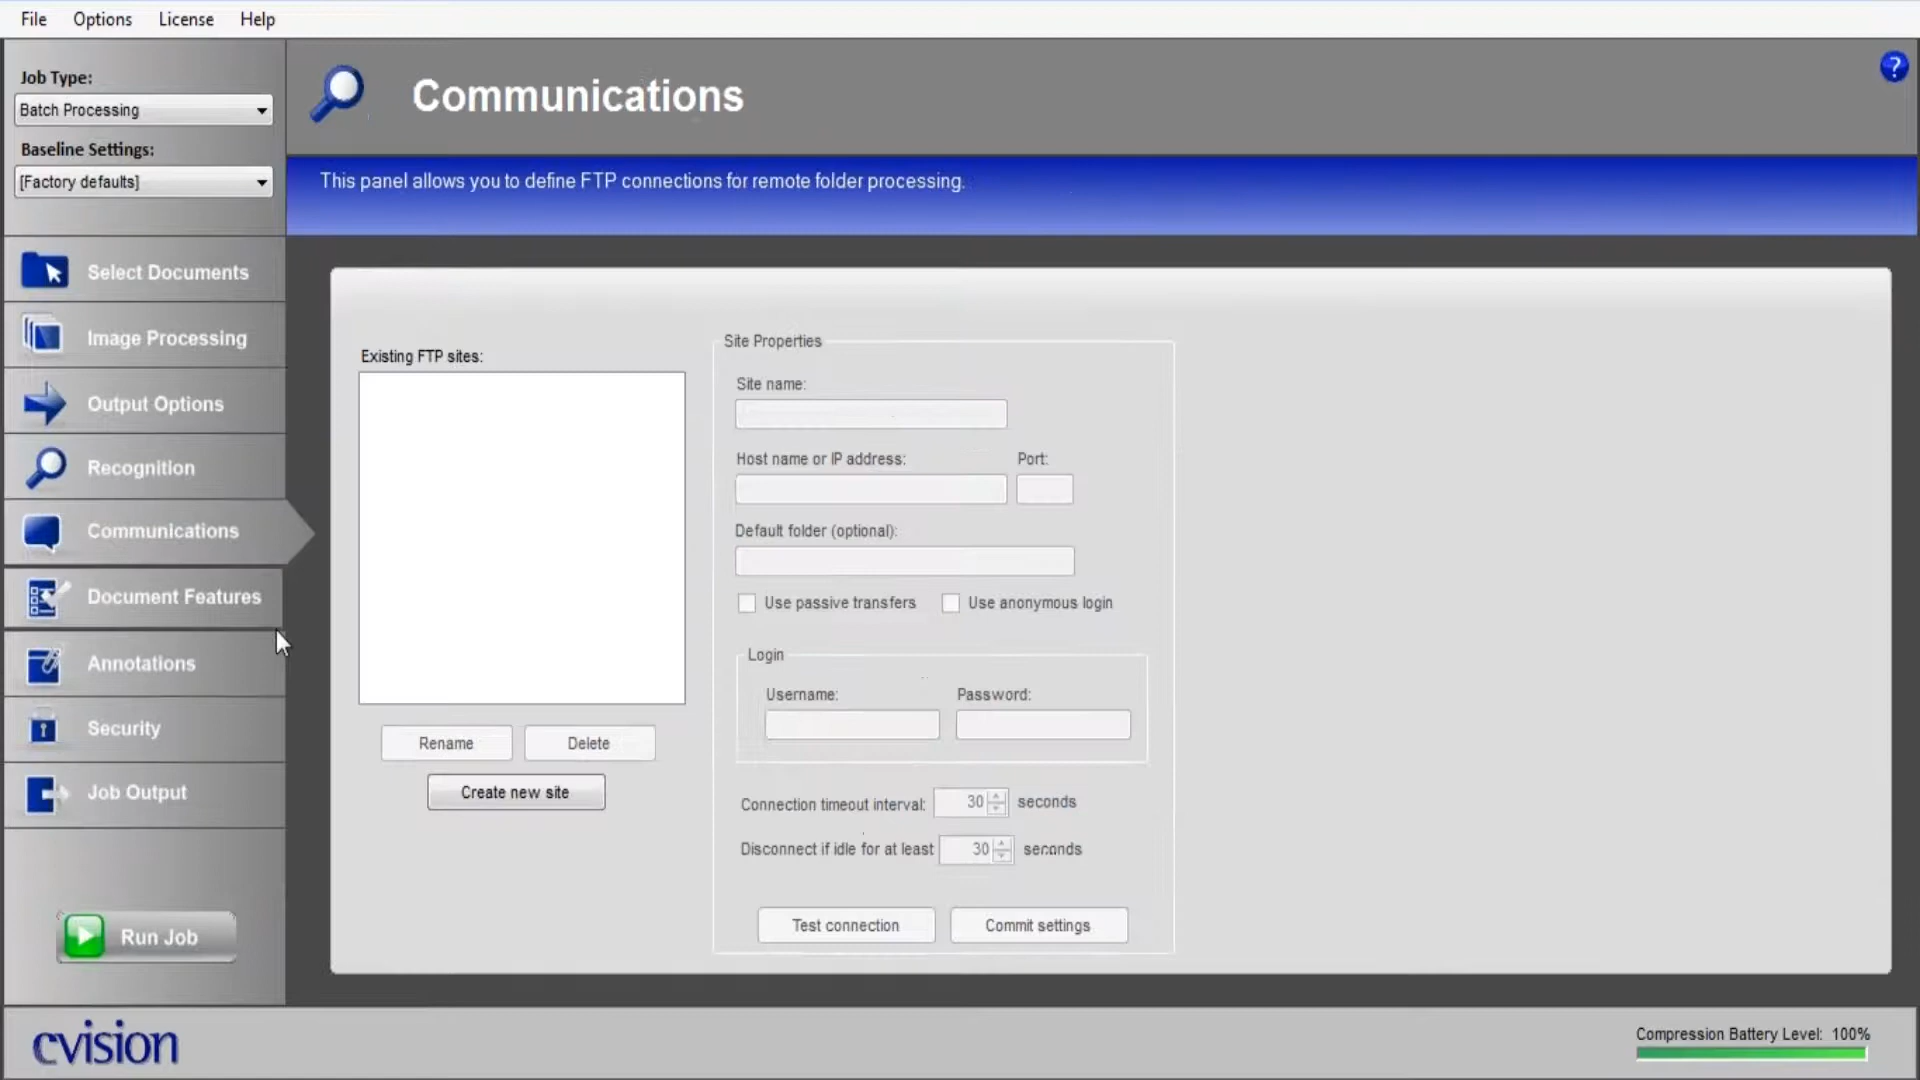 File Options License Help
Job Type:
Batch Processing
Baseline Settings:
[Factory defaults]
Communications
?
This panel allows you to define FTP connections for remote folder processing.
Select Documents
Image Processing
Output Options
Recognition
Communications
Document Features
Annotations
Security
Job Output
Run Job
Existing FTP sites:
Rename Delete
Create new site
Site Properties
Site name:
Host name or IP address: Port:
Default folder (optional):
Use passive transfers Use anonymous login
Login
Username: Password:
Connection timeout interval: 30 seconds
Disconnect if idle for at least 30 seconds
Test connection Commit settings
cvision
Compression Battery Level: 100%